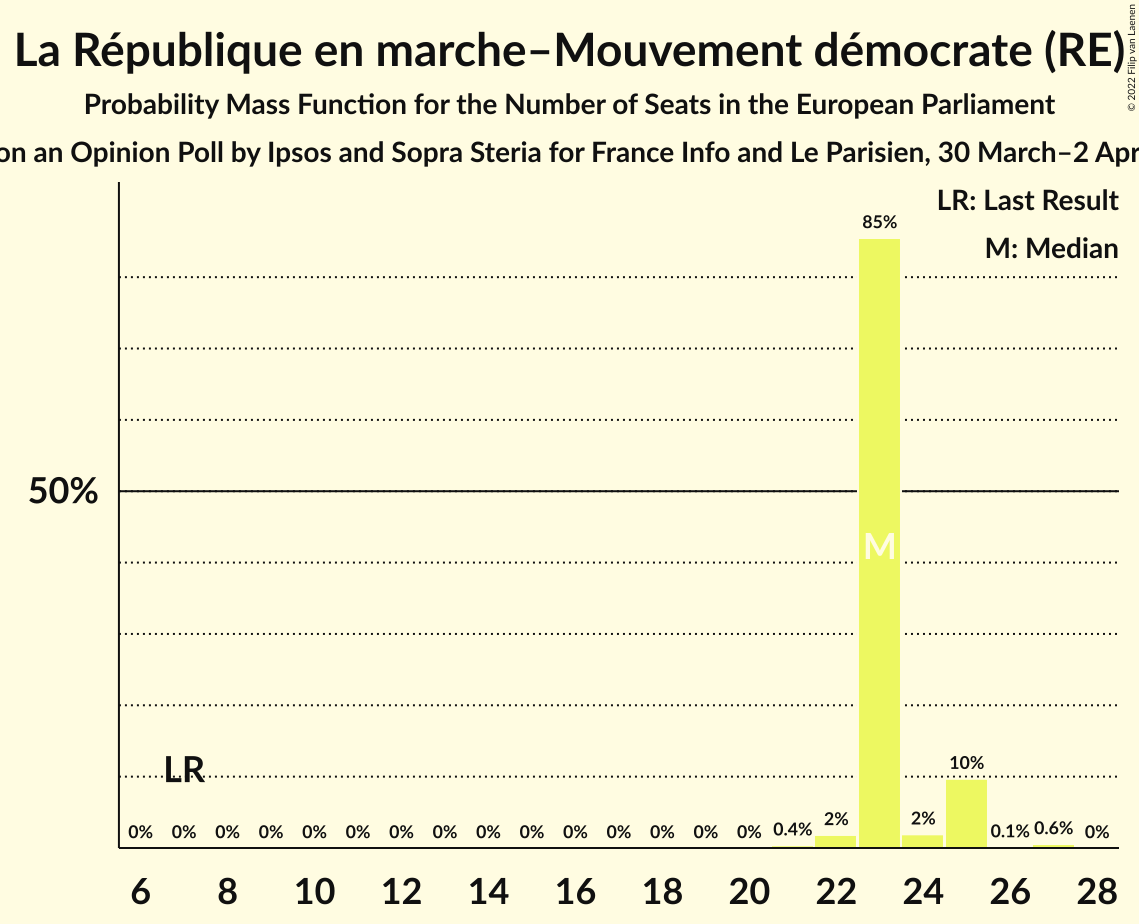 La République en marche–Mouvement démocrate (RE)
© 2022 Filip van Laenen
Probability Mass Function for the Number of Seats in the European Parliament
on an Opinion Poll by Ipsos and Sopra Steria for France Info and Le Parisien, 30 March–2 Apr
LR: Last Result
M: Median
85%
50%
M
LR
10%
0% 0% 0% 0% 0% 0% 0% 0% 0% 0% 0% 0% 0% 0% 0% 0.4% 2% 2% 0.1% 0.6% 0%
6 8 10 12 14 16 18 20 22 24 26 28